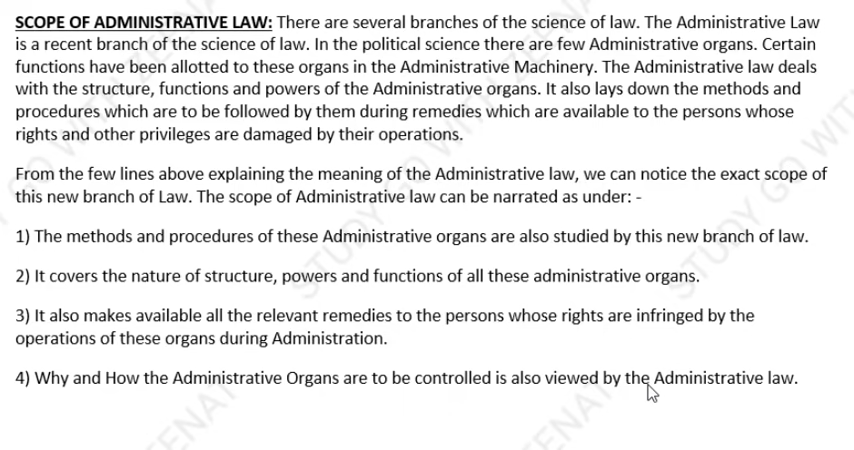 SCOPE OF ADMINISTRATIVE LAW: There are several branches of the science of law. The Administrative Law
is a recent branch of the science of law. In the political science there are few Administrative organs. Certain
functions have been allotted to these organs in the Administrative Machinery. The Administrative law deals
with the structure, functions and powers of the Administrative organs. It also lays down the methods and
procedures which are to be followed by them during remedies which are available to the persons whose
rights and other privileges are damaged by their operations.
From the few lines above explaining the meaning of the Administrative law, we can notice the exact scope of
this new branch of Law. The scope of Administrative law can be narrated as under: -
1) The methods and procedures of these Administrative organs are also studied by this new branch of law.
2) It covers the nature of structure, powers and functions of all these administrative organs.
3) It also makes available all the relevant remedies to the persons whose rights are infringed by the
operations of these organs during Administration.
4) Why and How the Administrative Organs are to be controlled is also viewed by the Administrative law.